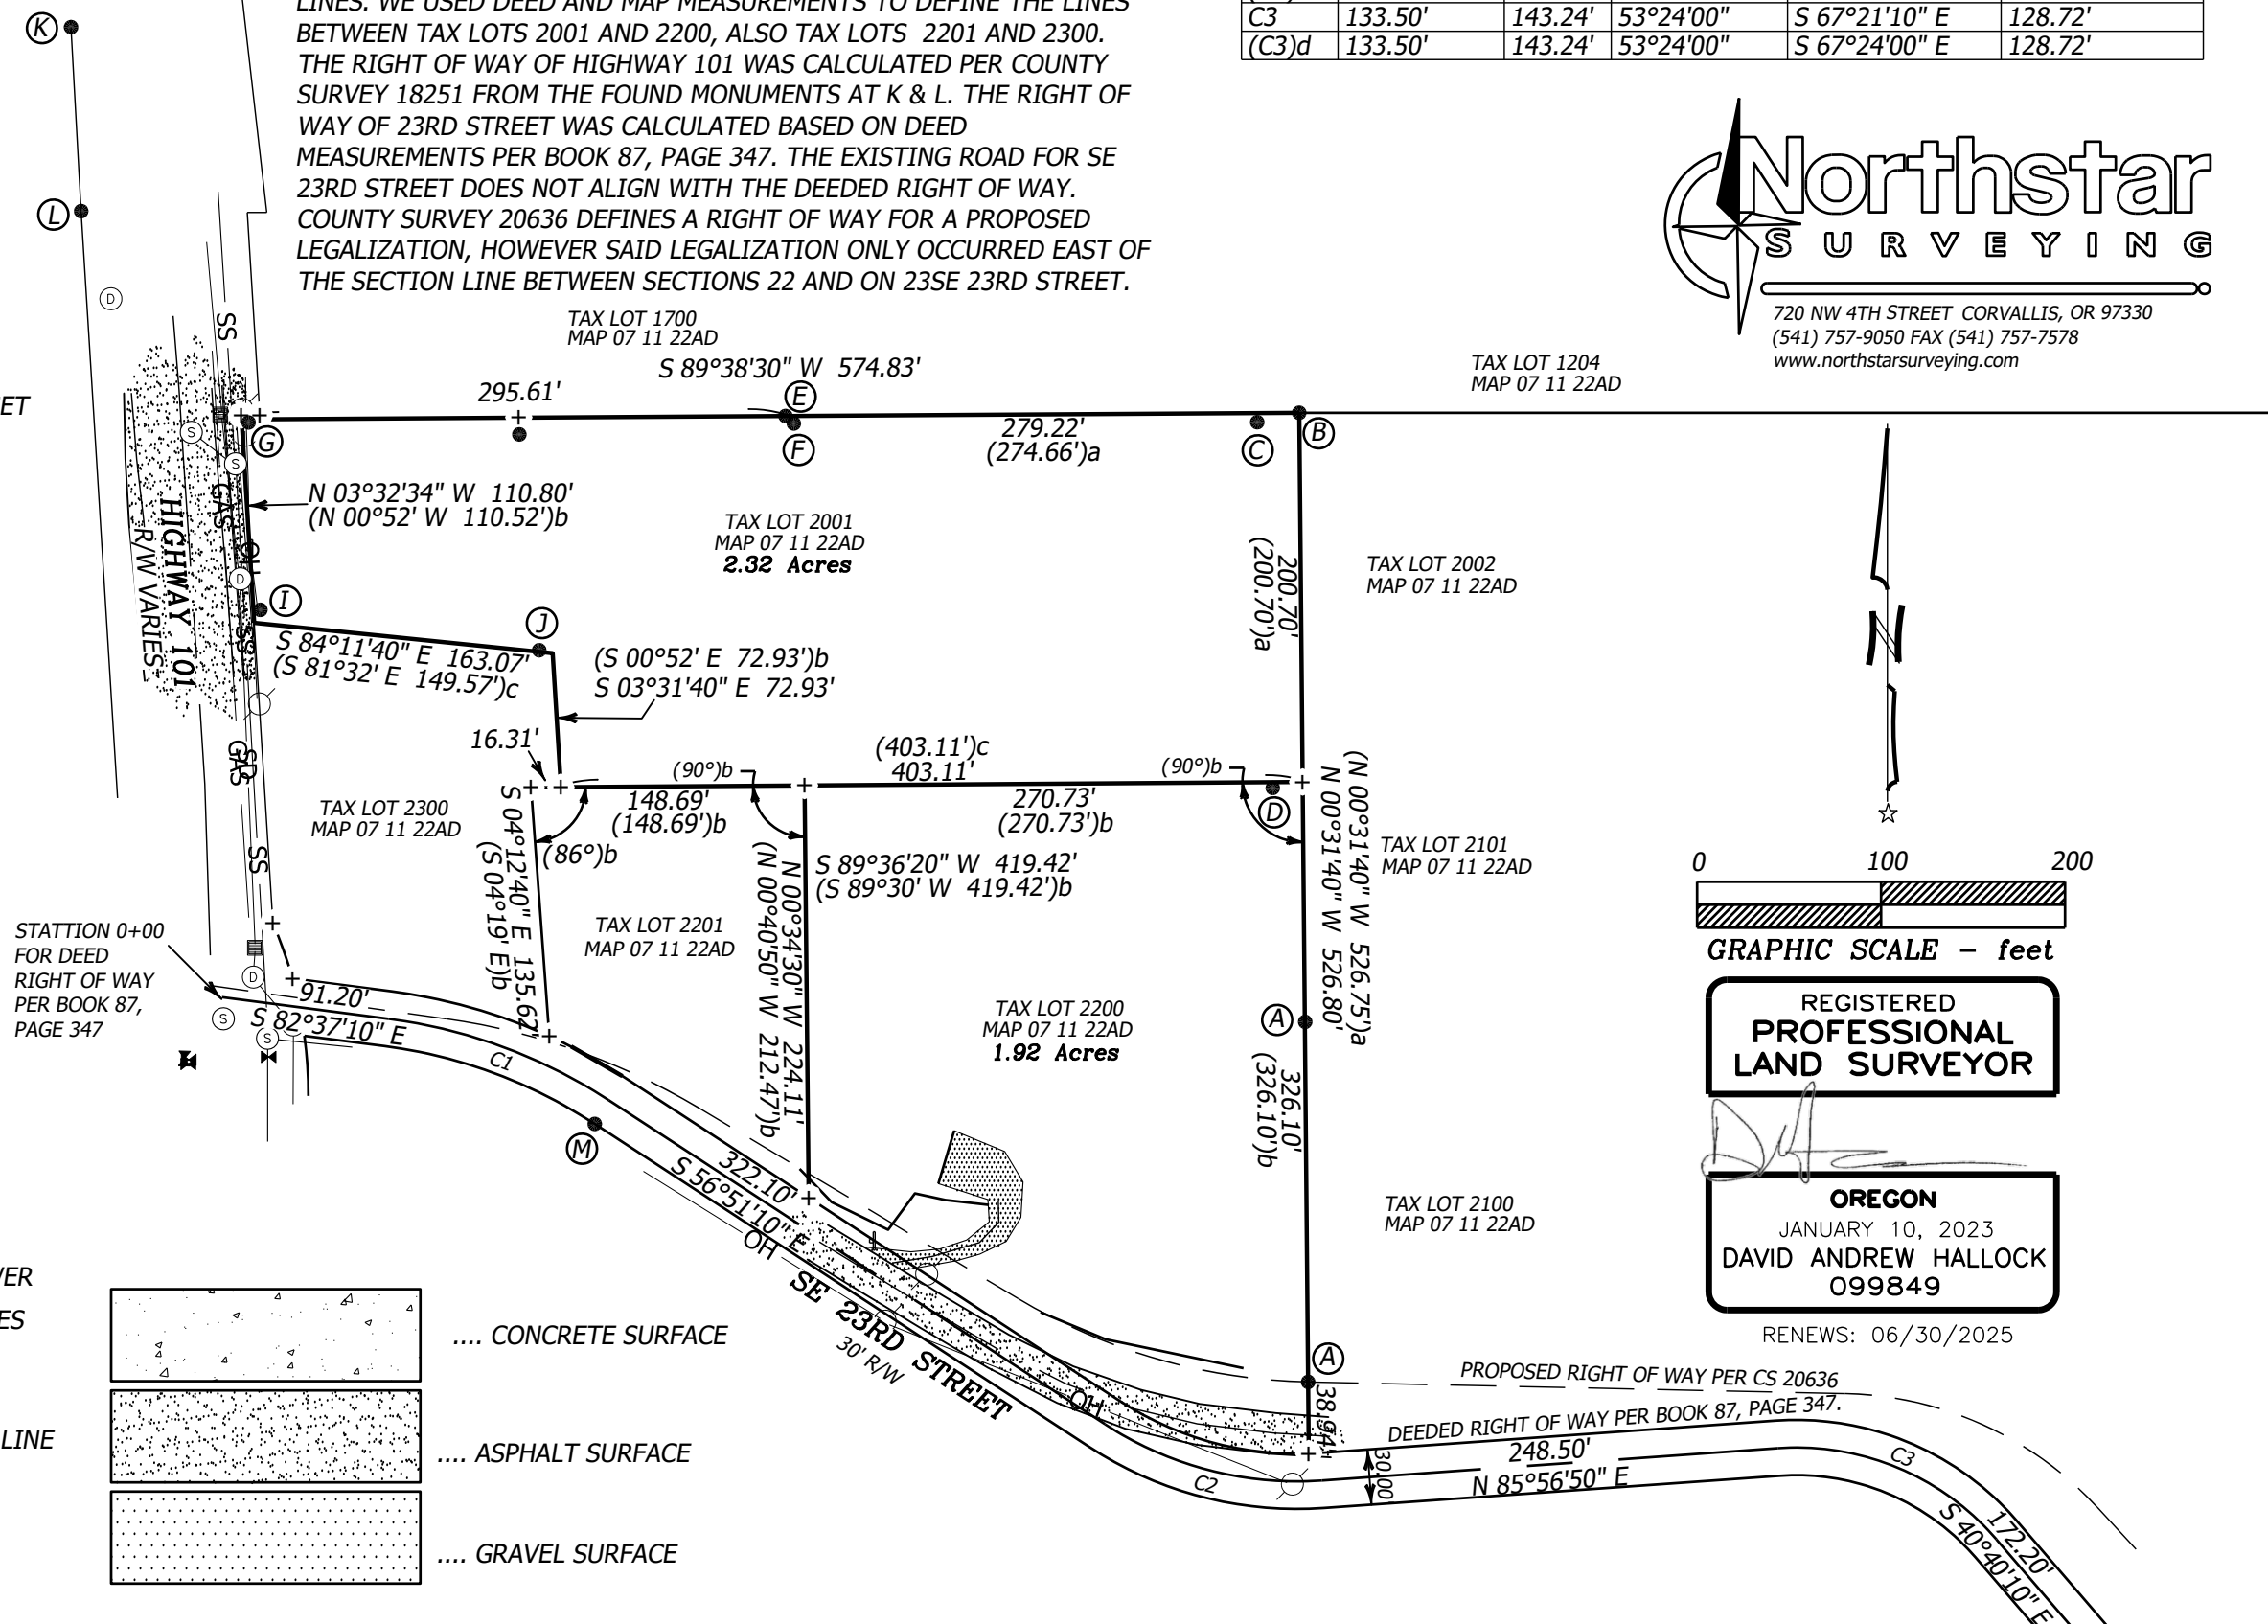 LINES. WE USED DEED AND MAP MEASUREMENTS TO DEFINE THE LINES
BETWEEN TAX LOTS 2001 AND 2200, ALSO TAX LOTS 2201 AND 2300.
THE RIGHT OF WAY OF HIGHWAY 101 WAS CALCULATED PER COUNTY
SURVEY 18251 FROM THE FOUND MONUMENTS AT K & L. THE RIGHT OF
WAY OF 23RD STREET WAS CALCULATED BASED ON DEED
MEASUREMENTS PER BOOK 87, PAGE 347. THE EXISTING ROAD FOR SE
23RD STREET DOES NOT ALIGN WITH THE DEEDED RIGHT OF WAY.
COUNTY SURVEY 20636 DEFINES A RIGHT OF WAY FOR A PROPOSED
LEGALIZATION, HOWEVER SAID LEGALIZATION ONLY OCCURRED EAST OF
THE SECTION LINE BETWEEN SECTIONS 22 AND ON 23SE 23RD STREET.
C3 133.50' 143.24' 53°24'00" S 67°21'10" E 128.72'
(C3)d 133.50' 143.24' 53°24'00" S 67°24'00" E 128.72'
Northstar
SURVEYING
720 NW 4TH STREET CORVALLIS, OR 97330
(541) 757-9050 FAX (541) 757-7578
www.northstarsurveying.com
K
L
D
SS
TAX LOT 1700
MAP 07 11 22AD
S 89°38'30" W 574.83'
TAX LOT 1204
MAP 07 11 22AD
295.61'
E
F
279.22'
(274.66')a
C
B
G
S
S
GAS
N 03°32'34" W 110.80'
(N 00°52' W 110.52')b
TAX LOT 2001
MAP 07 11 22AD
2.32 Acres
200.70'
(200.70')a
TAX LOT 2002
MAP 07 11 22AD
HIGHWAY 101
R/W VARIES
OH
D
SS
I
J
S 84°11'40" E 163.07'
(S 81°32' E 149.57')c
(S 00°52' E 72.93')b
S 03°31'40" E 72.93'
16.31'
(403.11')c
403.11'
(90°)b
(90°)b
148.69'
(148.69')b
270.73'
(270.73')b
D
(86°)b
GAS
SD
SS
TAX LOT 2300
MAP 07 11 22AD
S 04°12'40" E 135.62'
(S 04°19' E)b
S 89°36'20" W 419.42'
(S 89°30' W 419.42')b
N 00°34'30" W 224.11'
(N 00°40'50" W 212.47')b
(N 00°31'40" W 526.75')a
N 00°31'40" W 526.80'
TAX LOT 2101
MAP 07 11 22AD
TAX LOT 2201
MAP 07 11 22AD
TAX LOT 2200
MAP 07 11 22AD
1.92 Acres
A
326.10'
(326.10')b
TAX LOT 2100
MAP 07 11 22AD
STATTION 0+00
FOR DEED
RIGHT OF WAY
PER BOOK 87,
PAGE 347
D
S
S
91.20'
S 82°37'10" E
C1
M
322.10'
S 56°51'10" E
OH
SE 23RD STREET
30' R/W
OH
A
38.94'
30.00'
C2
PROPOSED RIGHT OF WAY PER CS 20636
DEEDED RIGHT OF WAY PER BOOK 87, PAGE 347.
248.50'
N 85°56'50" E
C3
172.20'
S 40°40'10" E
N
0 100 200
GRAPHIC SCALE - feet
REGISTERED
PROFESSIONAL
LAND SURVEYOR
OREGON
JANUARY 10, 2023
DAVID ANDREW HALLOCK
099849
RENEWS: 06/30/2025
.... CONCRETE SURFACE
.... ASPHALT SURFACE
LINE
.... GRAVEL SURFACE